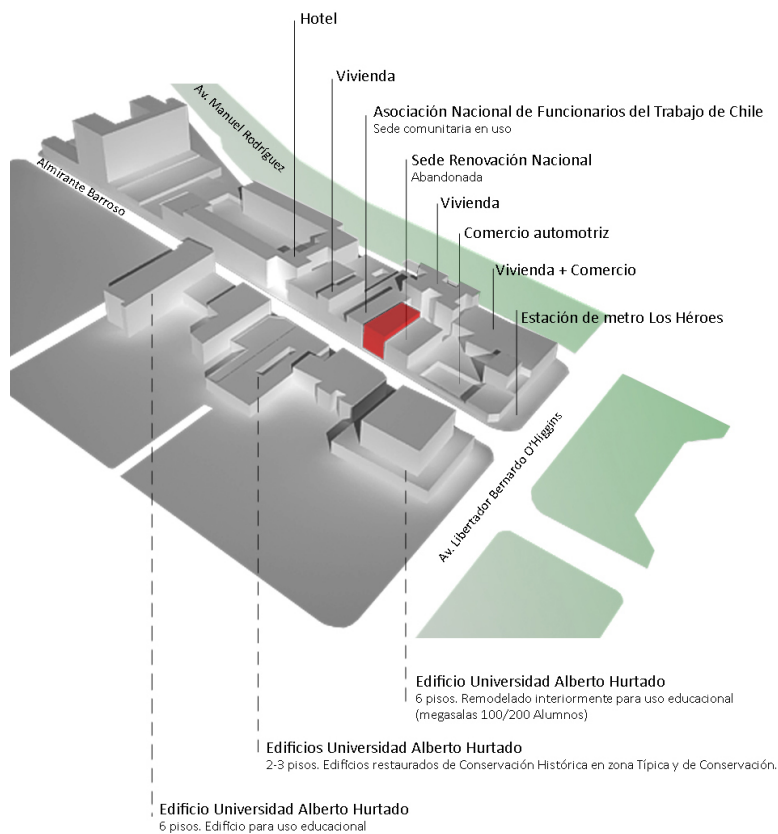 Hotel
Vivienda
Av. Manuel Rodríguez
Asociación Nacional de Funcionarios del Trabajo de Chile
Sede comunitaria en uso
Sede Renovación Nacional
Abandonada
Almirante Barroso
Vivienda
Comercio automotriz
Vivienda + Comercio
Estación de metro Los Héroes
Av. Libertador Bernardo O'Higgins
Edificio Universidad Alberto Hurtado
6 pisos. Remodelado interiormente para uso educacional
(megasalas 100/200 Alumnos)
Edificios Universidad Alberto Hurtado
2-3 pisos. Edificios restaurados de Conservación Histórica en zona Típica y de Conservación.
Edificio Universidad Alberto Hurtado
6 pisos. Edificio para uso educacional